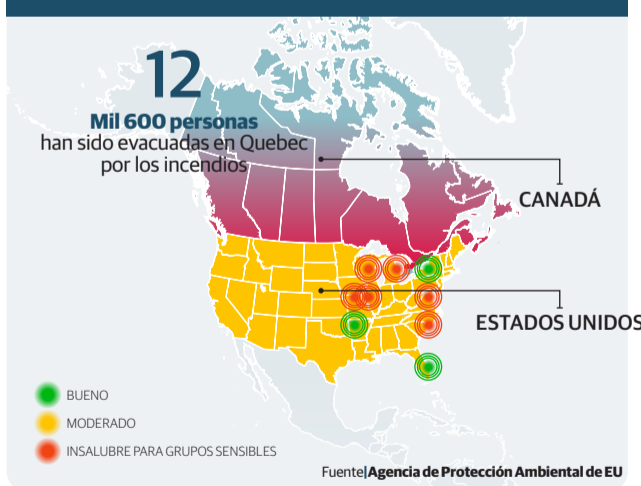 12
Mil 600 personas
han sido evacuadas en Quebec
por los incendios
CANADÁ
ESTADOS UNIDOS
BUENO
MODERADO
INSALUBRE PARA GRUPOS SENSIBLES
Fuente|Agencia de Protección Ambiental de EU